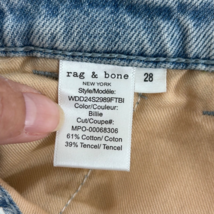 rag & bone
NEW YORK
28
Style/Modèle:
WDD24S2989FTBI
Color/Couleur:
Billie
Cut/Coupe#:
MPO-00068306
61% Cotton/ Coton
39% Tencel/ Tencel